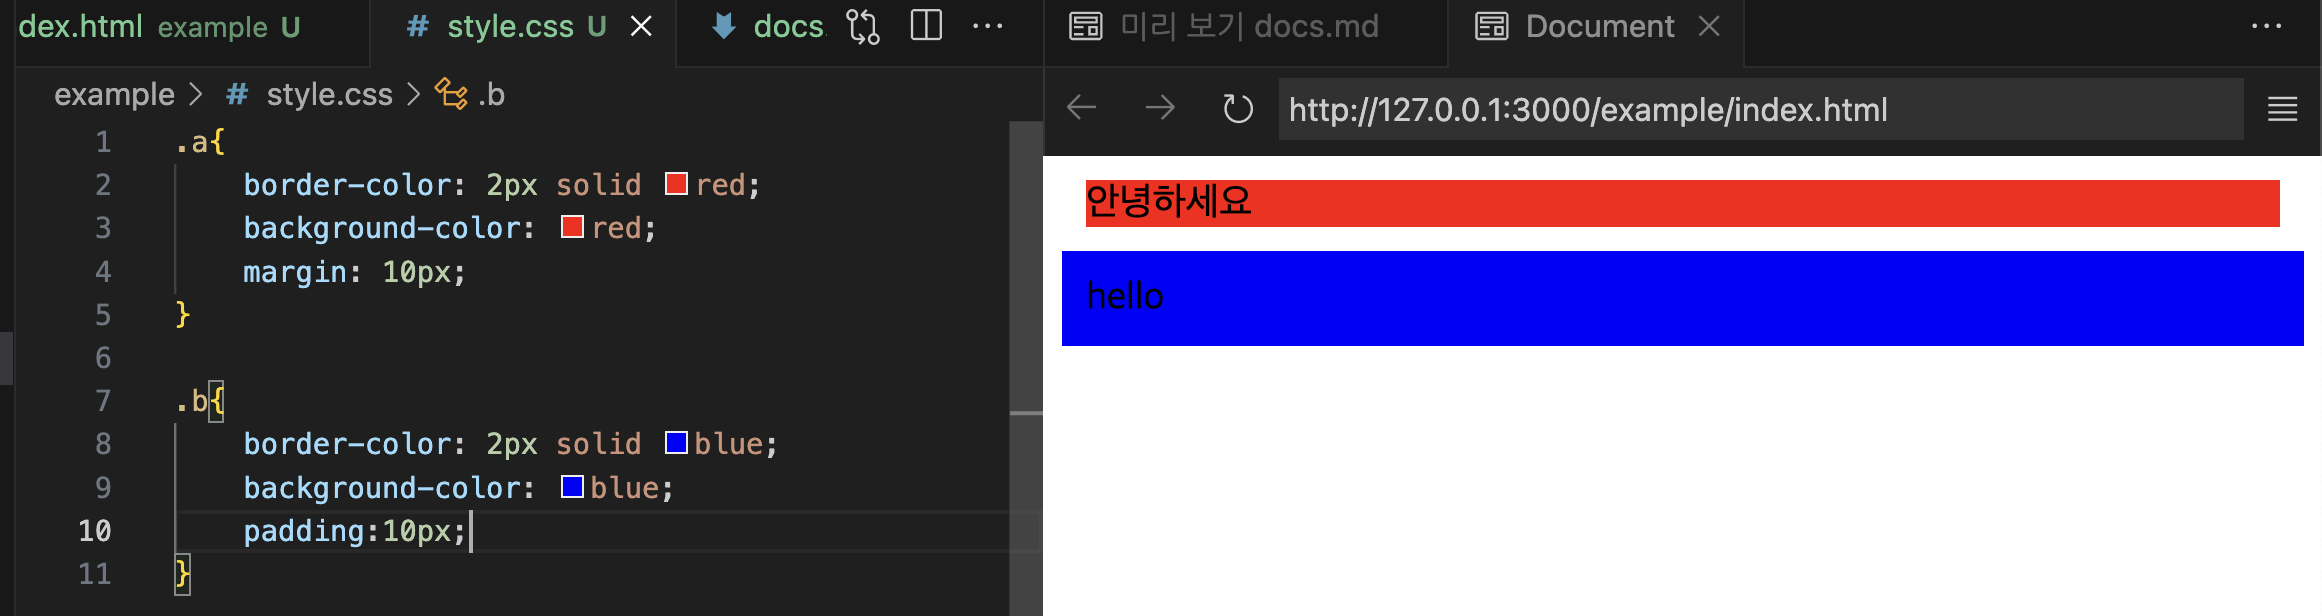 dex.html example U # style.css U docs. ...
example > # style.css > .b
1 .a{
2 border-color: 2px solid red;
3 background-color: red;
4 margin: 10px;
5 }
6
7 .b{
8 border-color: 2px solid blue;
9 background-color: blue;
10 padding:10px;
11 }
미리 보기 docs.md Document ...
http://127.0.0.1:3000/example/index.html
안녕하세요
hello